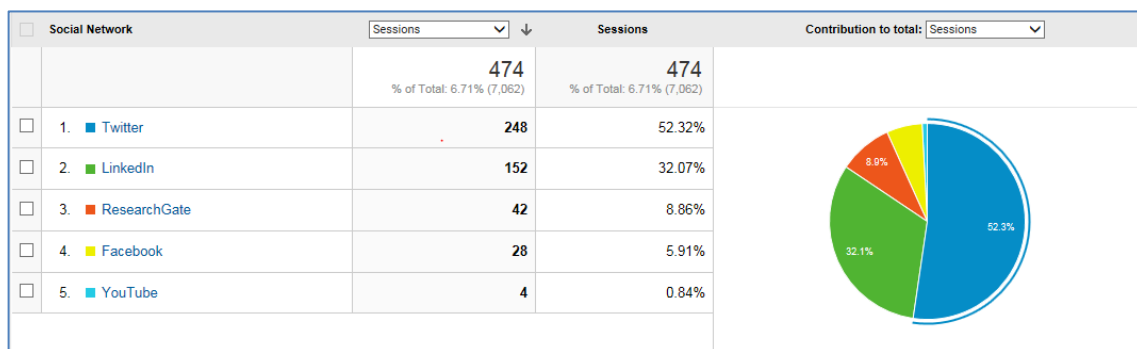 Social Network Sessions Sessions Contribution to total: Sessions
474 474
% of Total: 6.71% (7,062) % of Total: 6.71% (7,062)
1. Twitter 248 52.32%
2. LinkedIn 152 32.07%
3. ResearchGate 42 8.86%
4. Facebook 28 5.91%
5. YouTube 4 0.84%
8.9%
52.3%
32.1%